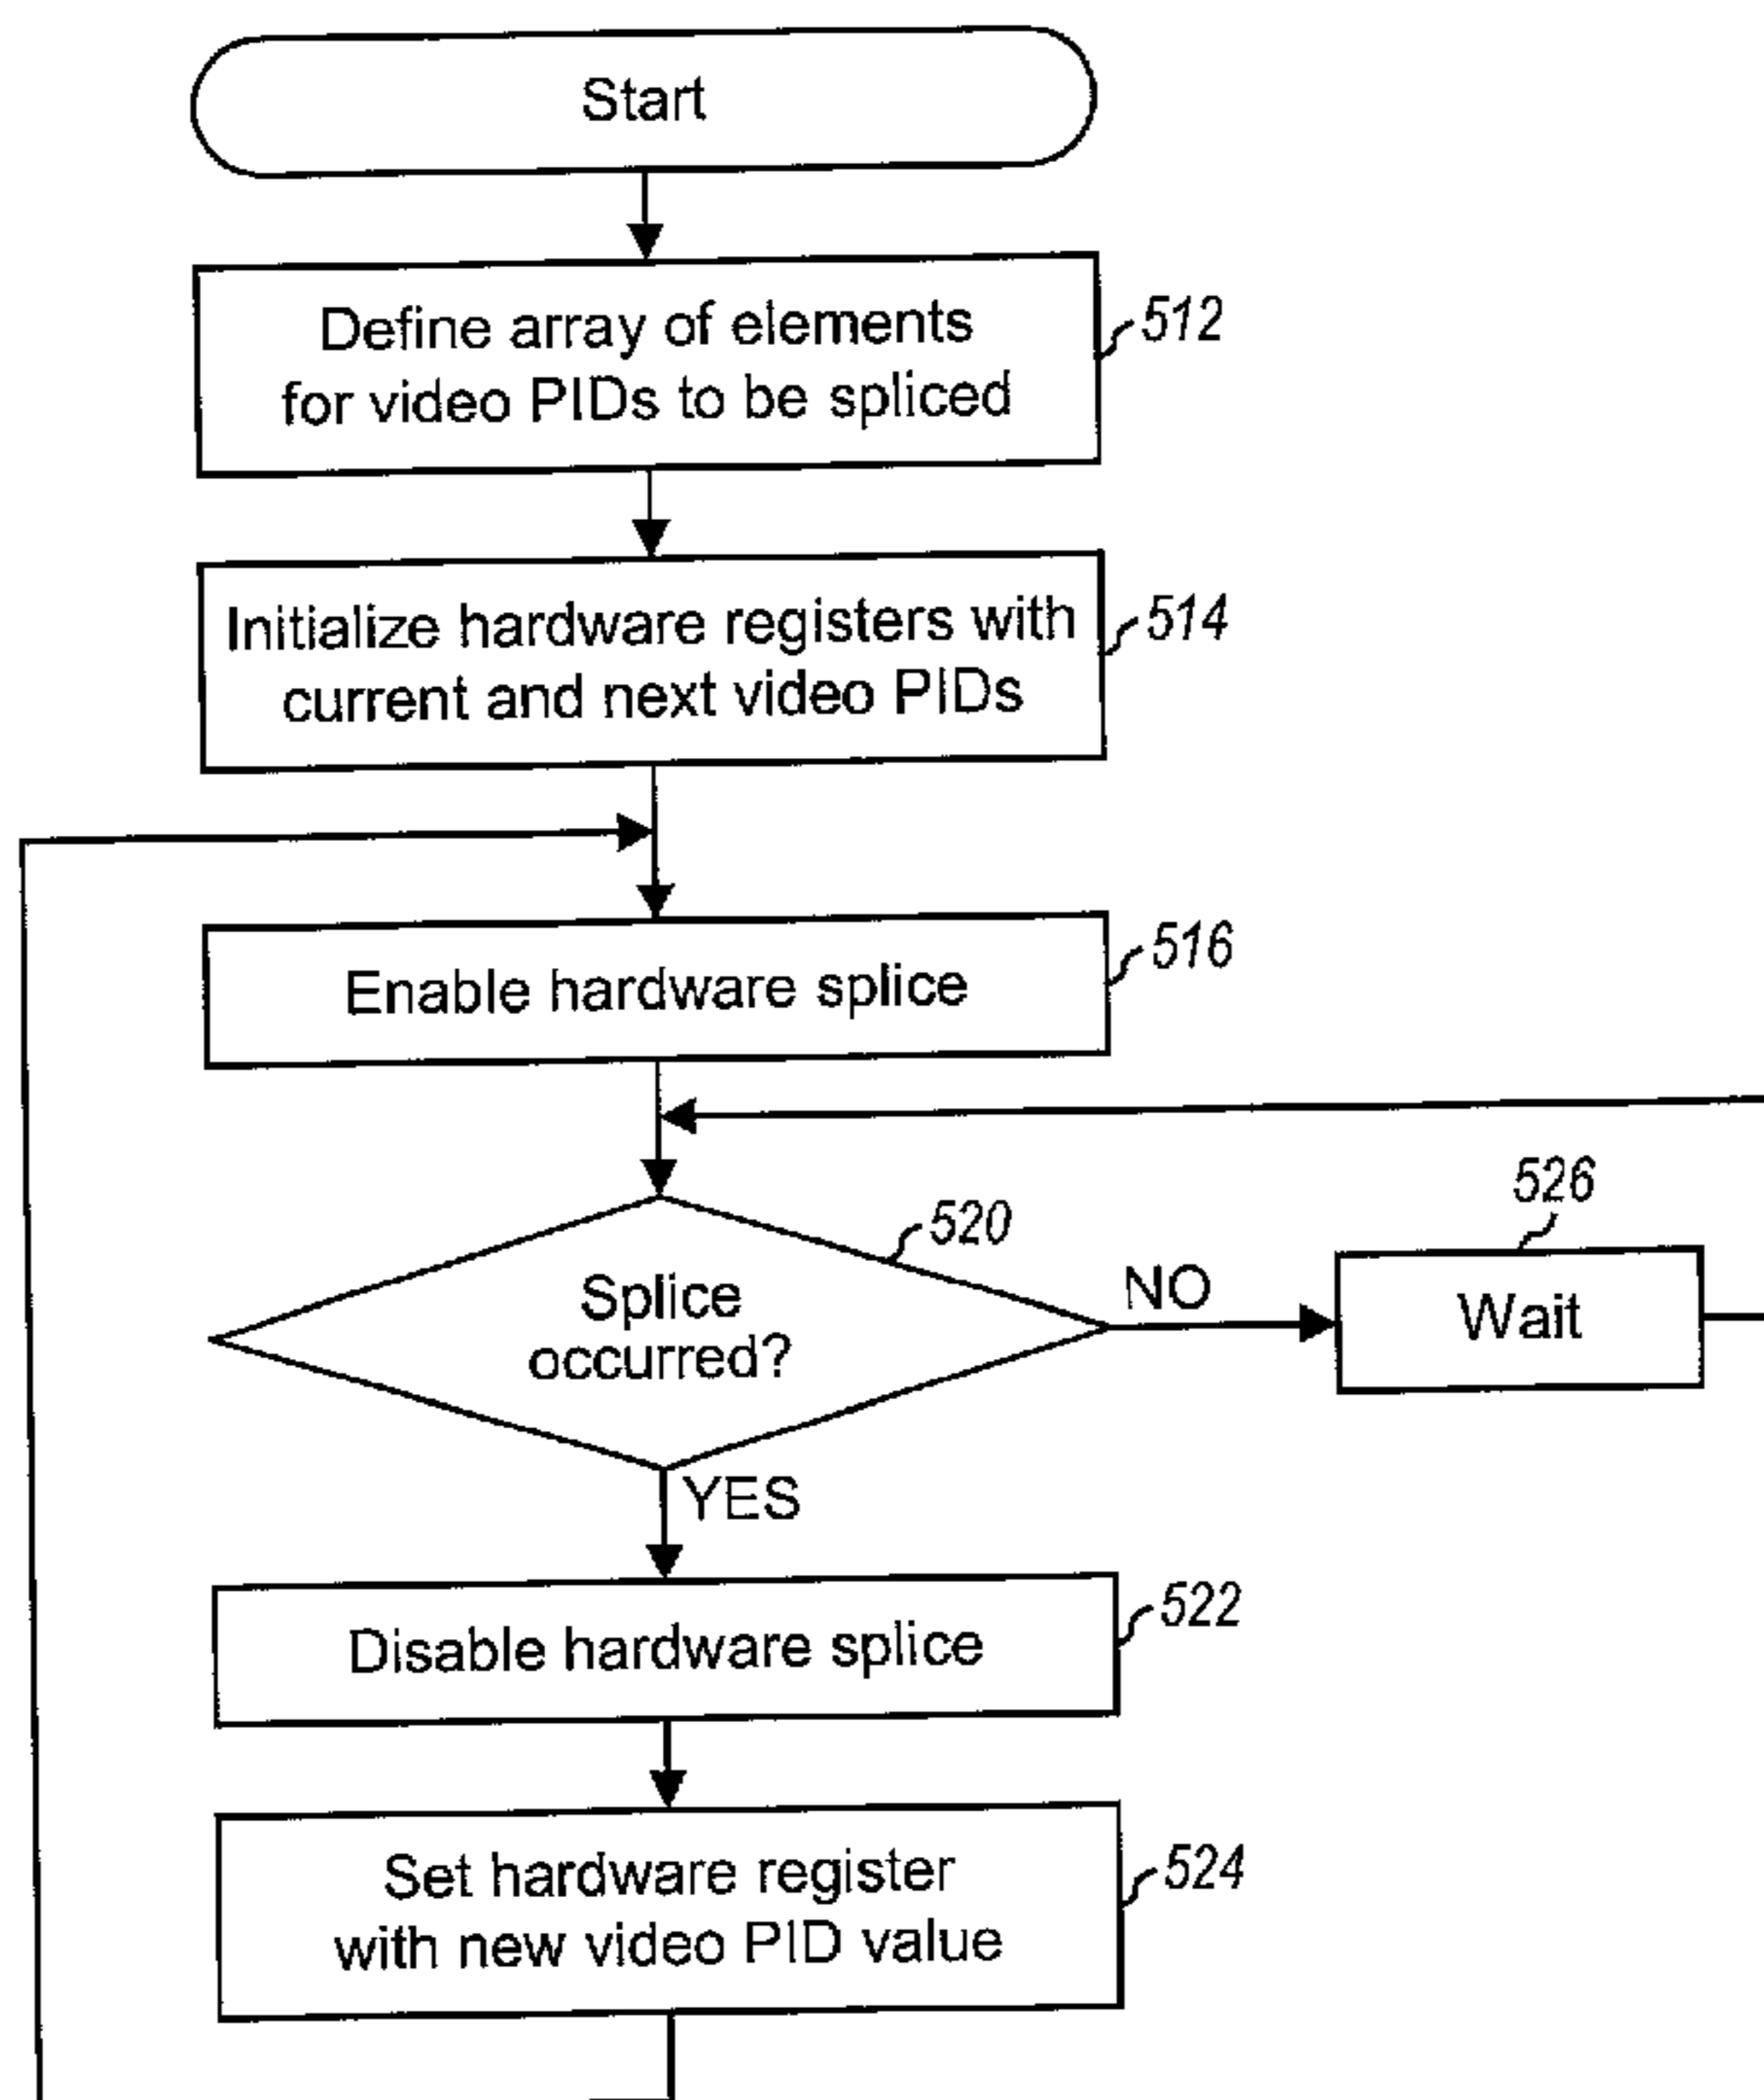 Start
Define array of elements
for video PIDs to be spliced
512
Initialize hardware registers with
current and next video PIDs
514
Enable hardware splice
516
Splice
occurred?
520
NO
526
Wait
YES
Disable hardware splice
522
Set hardware register
with new video PID value
524